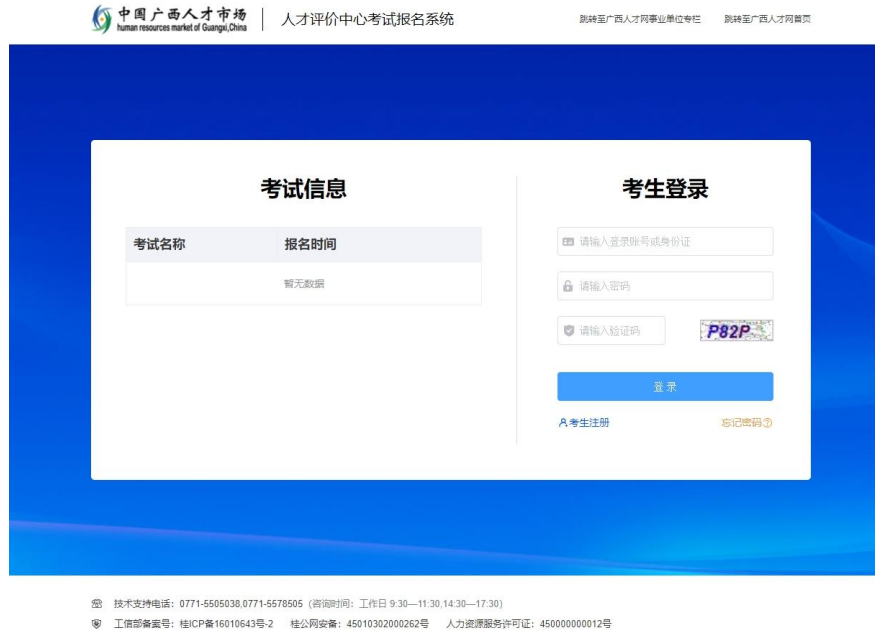 中国广西人才市场 人才评价中心考试报名系统 跳转至广西人才网事业单位专栏 跳转至广西人才网首页
human resources market of Guangxi,China
考试信息
考试名称 报名时间
暂无数据
考生登录
请输入登录账号或身份证
请输入密码
请输入验证码 P82P
登录
考生注册 忘记密码?
技术支持电话：0771-5505038,0771-5578505（咨询时间：工作日 9:30—11:30,14:30—17:30）
工信部备案号：桂ICP备16010643号-2 桂公网安备：45010302000262号 人力资源服务许可证：450000000012号